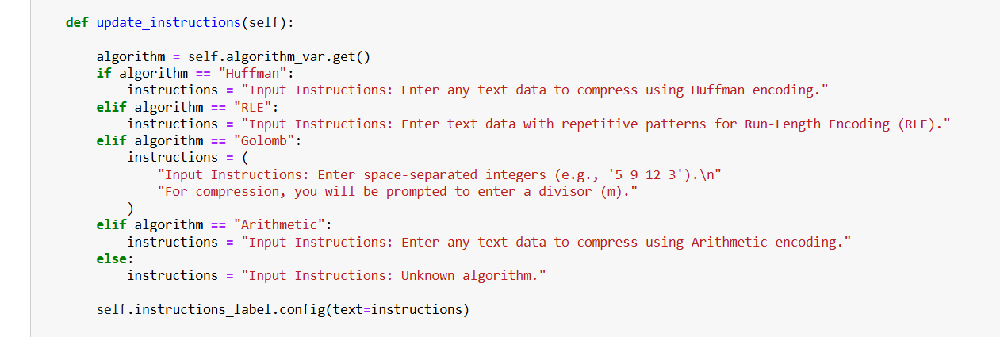 def update_instructions(self):
algorithm = self.algorithm_var.get()
if algorithm == "Huffman":
instructions = "Input Instructions: Enter any text data to compress using Huffman encoding."
elif algorithm == "RLE":
instructions = "Input Instructions: Enter text data with repetitive patterns for Run-Length Encoding (RLE)."
elif algorithm == "Golomb":
instructions = (
"Input Instructions: Enter space-separated integers (e.g., '5 9 12 3').\n"
"For compression, you will be prompted to enter a divisor (m)."
)
elif algorithm == "Arithmetic":
instructions = "Input Instructions: Enter any text data to compress using Arithmetic encoding."
else:
instructions = "Input Instructions: Unknown algorithm."
self.instructions_label.config(text=instructions)